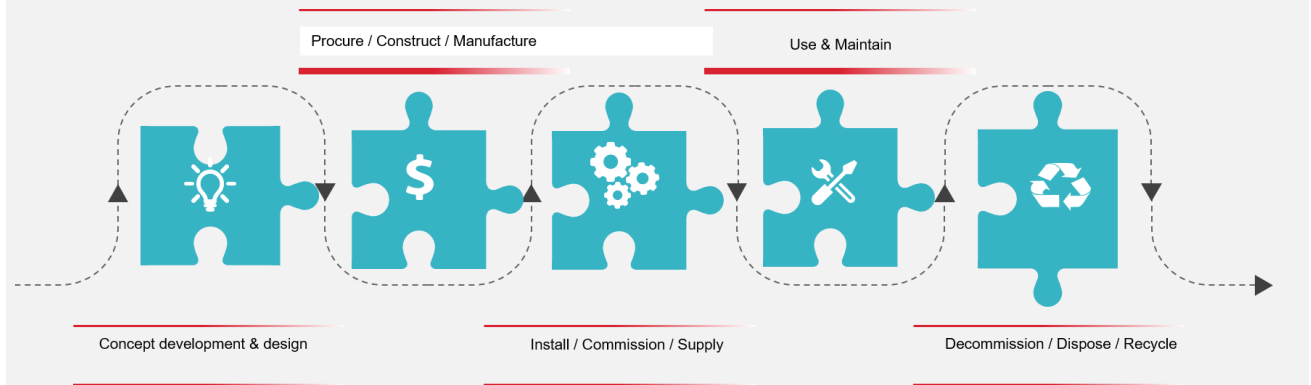 Procure / Construct / Manufacture
Use & Maintain
$
Concept development & design
Install / Commission / Supply
Decommission / Dispose / Recycle